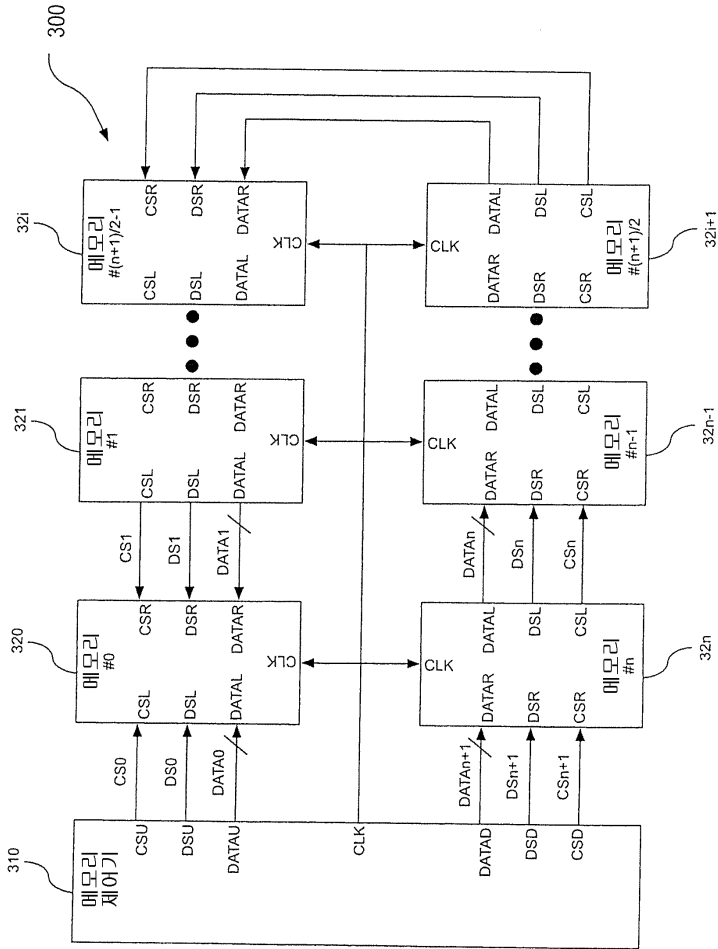 300
310
메모리
제어기
CSU
DSU
DATAU
CLK
DATAD
DSD
CSD
CS0
DS0
DATA0
DATAn+1
DSn+1
CSn+1
320
메모리
#0
CSL
CSR
DSL
DSR
DATAL
DATAR
CLK
CS1
DS1
DATA1
321
메모리
#1
CSL
CSR
DSL
DSR
DATAL
DATAR
CLK
32i
메모리
#(n+1)/2-1
CSL
CSR
DSL
DSR
DATAL
DATAR
CLK
CLK
DATAR
DATAL
DSR
DSL
CSR
CSL
메모리
#n
32n
DATAn
DSn
CSn
CLK
DATAR
DATAL
DSR
DSL
CSR
CSL
메모리
#n-1
32n-1
CLK
DATAR
DATAL
DSR
DSL
CSR
CSL
메모리
#(n+1)/2
32i+1